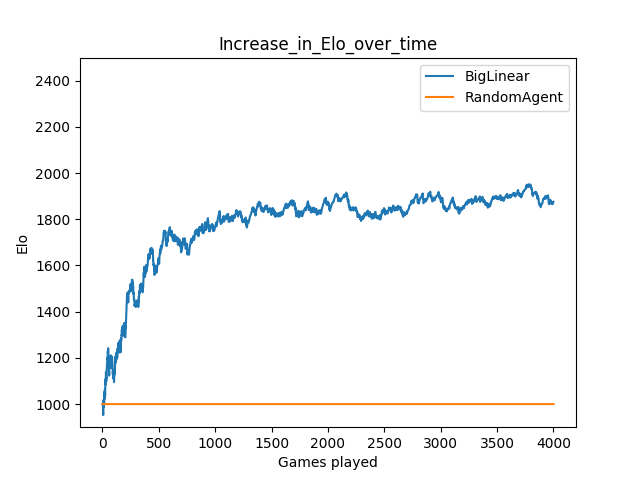 Increase_in_Elo_over_time
BigLinear
RandomAgent
2400
2200
2000
1800
1600
1400
1200
1000
Elo
0 500 1000 1500 2000 2500 3000 3500 4000
Games played